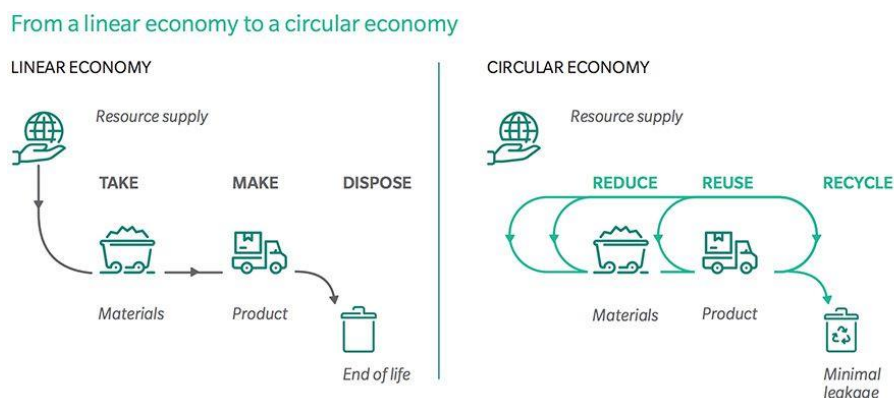 From a linear economy to a circular economy
LINEAR ECONOMY
Resource supply
TAKE
MAKE
DISPOSE
Materials
Product
End of life
CIRCULAR ECONOMY
Resource supply
REDUCE
REUSE
RECYCLE
Materials
Product
Minimal
leakage